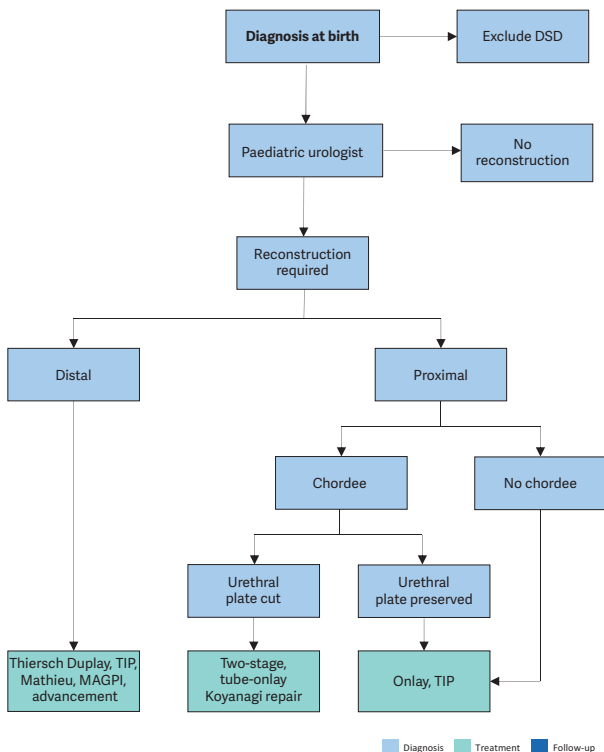 Diagnosis at birth
Exclude DSD
Paediatric urologist
No
reconstruction
Reconstruction
required
Distal
Proximal
Chordee
No chordee
Urethral
plate cut
Urethral
plate preserved
Thiersch Duplay, TIP,
Mathieu, MAGPI,
advancement
Two-stage,
tube-onlay
Koyanagi repair
Onlay, TIP
Diagnosis
Treatment
Follow-up